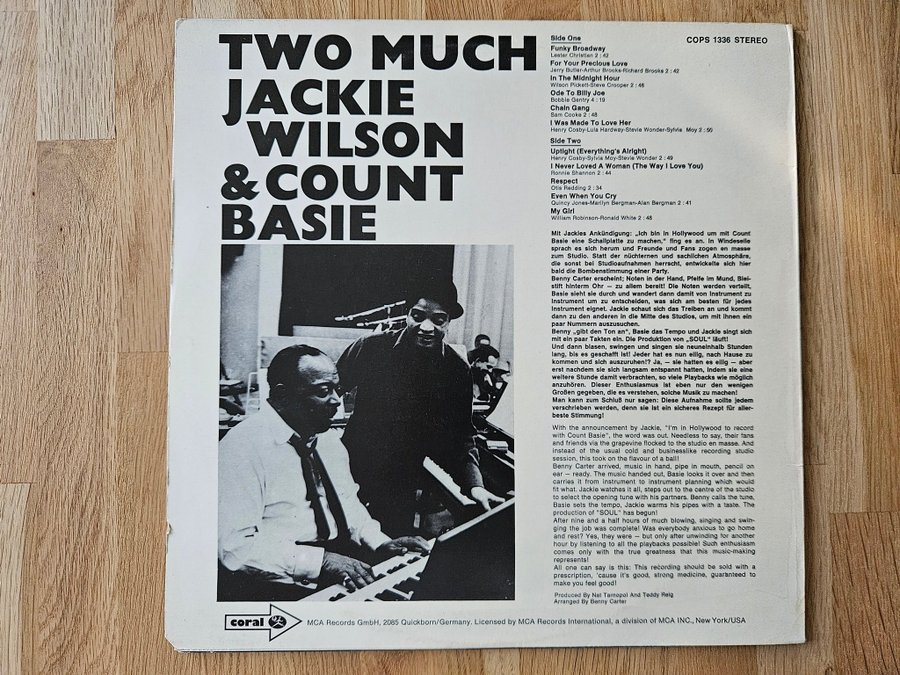 TWO MUCH
JACKIE
WILSON
& COUNT
BASIE
COPS 1336 STEREO
Side One
Funky Broadway
Lester Christian 2 : 42
For Your Precious Love
Jerry Butler-Arthur Brooks-Richard Brooks 2 : 42
In The Midnight Hour
Wilson Pickett-Steve Crooper 2 : 46
Ode To Billy Joe
Bobbie Gentry 4 : 19
Chain Gang
Sam Cooke 2 : 48
I Was Made To Love Her
Henry Cosby-Lula Hardway-Stevie Wonder-Sylvia Moy 2 : 50
Side Two
Uptight (Everything's Alright)
Henry Cosby-Sylvia Moy-Stevie Wonder 2 : 49
I Never Loved A Woman (The Way I Love You)
Ronnie Shannon 2 : 44
Respect
Otis Redding 2 : 34
Even When You Cry
Quincy Jones-Marilyn Bergman-Alan Bergman 2 : 41
My Girl
William Robinson-Ronald White 2 : 48
Mit Jackies Ankündigung: „Ich bin in Hollywood um mit Count
Basie eine Schallplatte zu machen," fing es an. In Windeseile
sprach es sich herum und Freunde und Fans zogen en masse
zum Studio. Statt der nüchternen und sachlichen Atmosphäre,
die sonst bei Studioaufnahmen herrscht, entwickelte sich hier
bald die Bombenstimmung einer Party.
Benny Carter erscheint; Noten in der Hand, Pfeife im Mund, Blei-
stift hinterm Ohr — zu allem bereit! Die Noten werden verteilt,
Basie sieht sie durch und wandert dann damit von Instrument zu
Instrument um zu entscheiden, was sich am besten für jedes
Instrument eignet. Jackie schaut sich das Treiben an und kommt
dann zu den anderen in die Mitte des Studios, um mit ihnen ein
paar Nummern auszusuchen.
Benny „gibt den Ton an", Basie das Tempo und Jackie singt sich
mit ein paar Takten ein. Die Produktion von „SOUL" läuft!
Und dann blasen, swingen und singen sie neuneinhalb Stunden
lang, bis es geschafft ist! Jeder hat es nun eilig, nach Hause zu
kommen und sich auszuruhen!? Ja, — sie hatten es eilig — aber
erst nachdem sie sich langsam entspannt hatten, indem sie eine
weitere Stunde damit verbrachten, so viele Playbacks wie möglich
anzuhören. Dieser Enthusiasmus ist eben nur den wenigen
Großen gegeben, die es verstehen, solche Musik zu machen!
Man kann zum Schluß nur sagen: Diese Aufnahme sollte jedem
verschrieben werden, denn sie ist ein sicheres Rezept für aller-
beste Stimmung!
With the announcement by Jackie, "I'm in Hollywood to record
with Count Basie", the word was out. Needless to say, their fans
and friends via the grapevine flocked to the studio en masse. And
instead of the usual cold and businesslike recording studio
session, this took on the flavour of a ball!
Benny Carter arrived, music in hand, pipe in mouth, pencil on
ear — ready. The music handed out, Basie looks it over and then
carries it from instrument to instrument planning which would
fit what. Jackie watches it all, steps out to the centre of the studio
to select the opening tune with his partners. Benny calls the tune,
Basie sets the tempo, Jackie warms his pipes with a taste. The
production of "SOUL" has begun!
After nine and a half hours of much blowing, singing and swin-
ging the job was complete! Was everybody anxious to go home
and rest? Yes, they were — but only after unwinding for another
hour by listening to all the playbacks possible! Such enthusiasm
comes only with the true greatness that this music-making
represents!
All one can say is this: This recording should be sold with a
prescription, 'cause it's good, strong medicine, guaranteed to
make you feel good!
Produced By Nat Tarnopol And Teddy Reig
Arranged By Benny Carter
coral MCA Records GmbH, 2085 Quickborn/Germany. Licensed by MCA Records International, a division of MCA INC., New York/USA